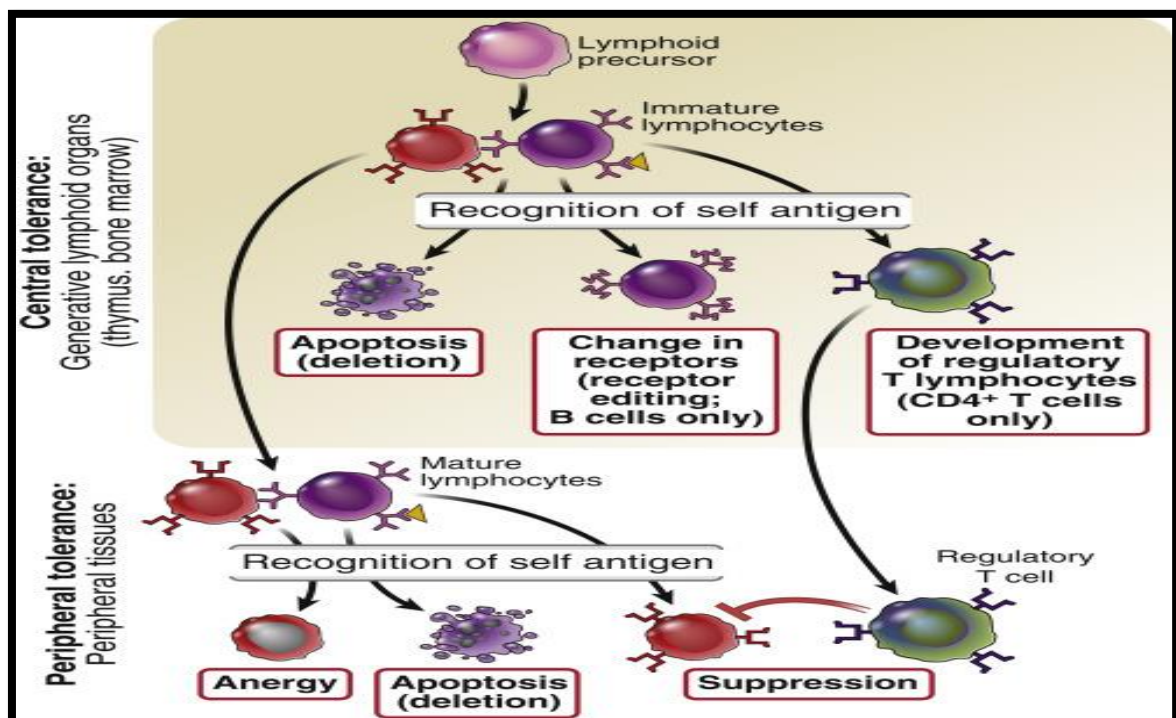 Lymphoid
precursor
Immature
lymphocytes
Central tolerance:
Generative lymphoid organs
(thymus. bone marrow)
Recognition of self antigen
Apoptosis
(deletion)
Change in
receptors
(receptor
editing;
B cells only)
Development
of regulatory
T lymphocytes
(CD4⁺ T cells
only)
Peripheral tolerance:
Peripheral tissues
Mature
lymphocytes
Recognition of self antigen
Regulatory
T cell
Anergy
Apoptosis
(deletion)
Suppression